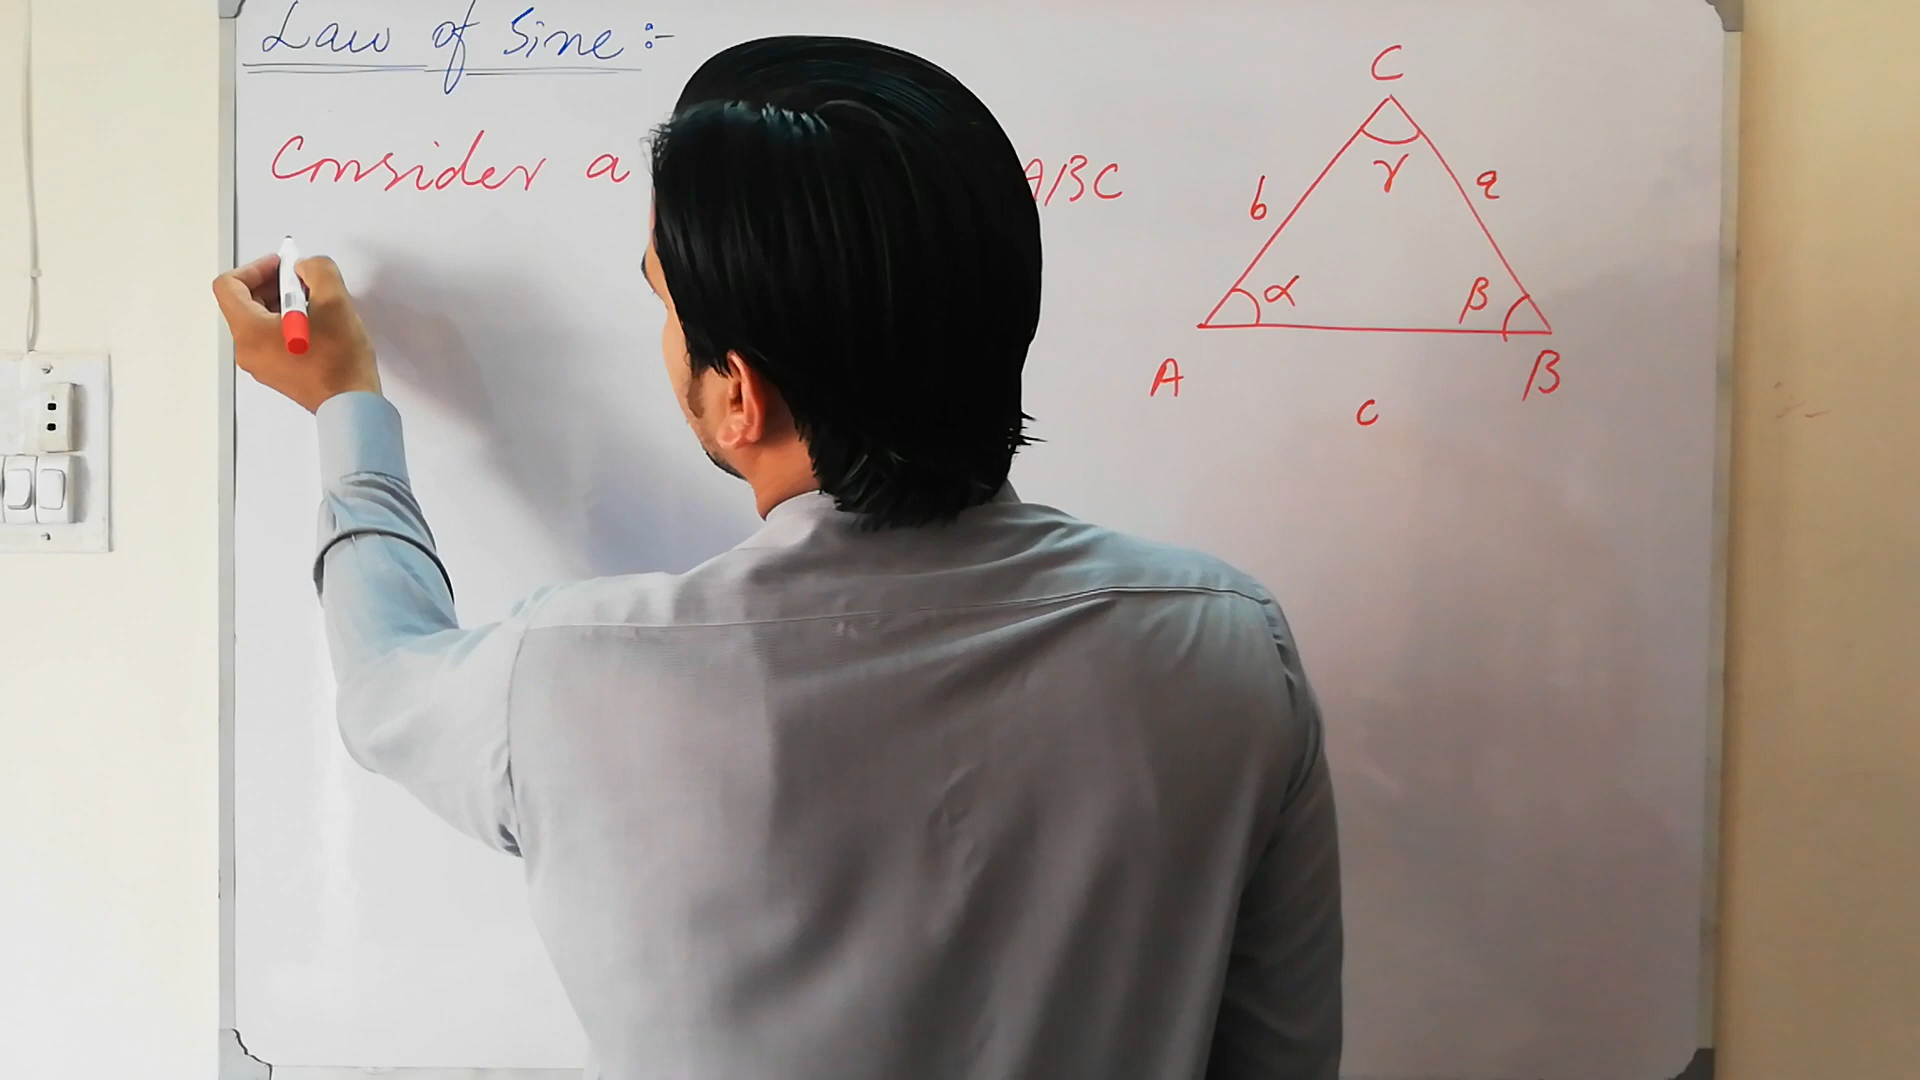 Law of Sine :-
Consider a ABC
C
γ
b
a
α
β
A
B
c